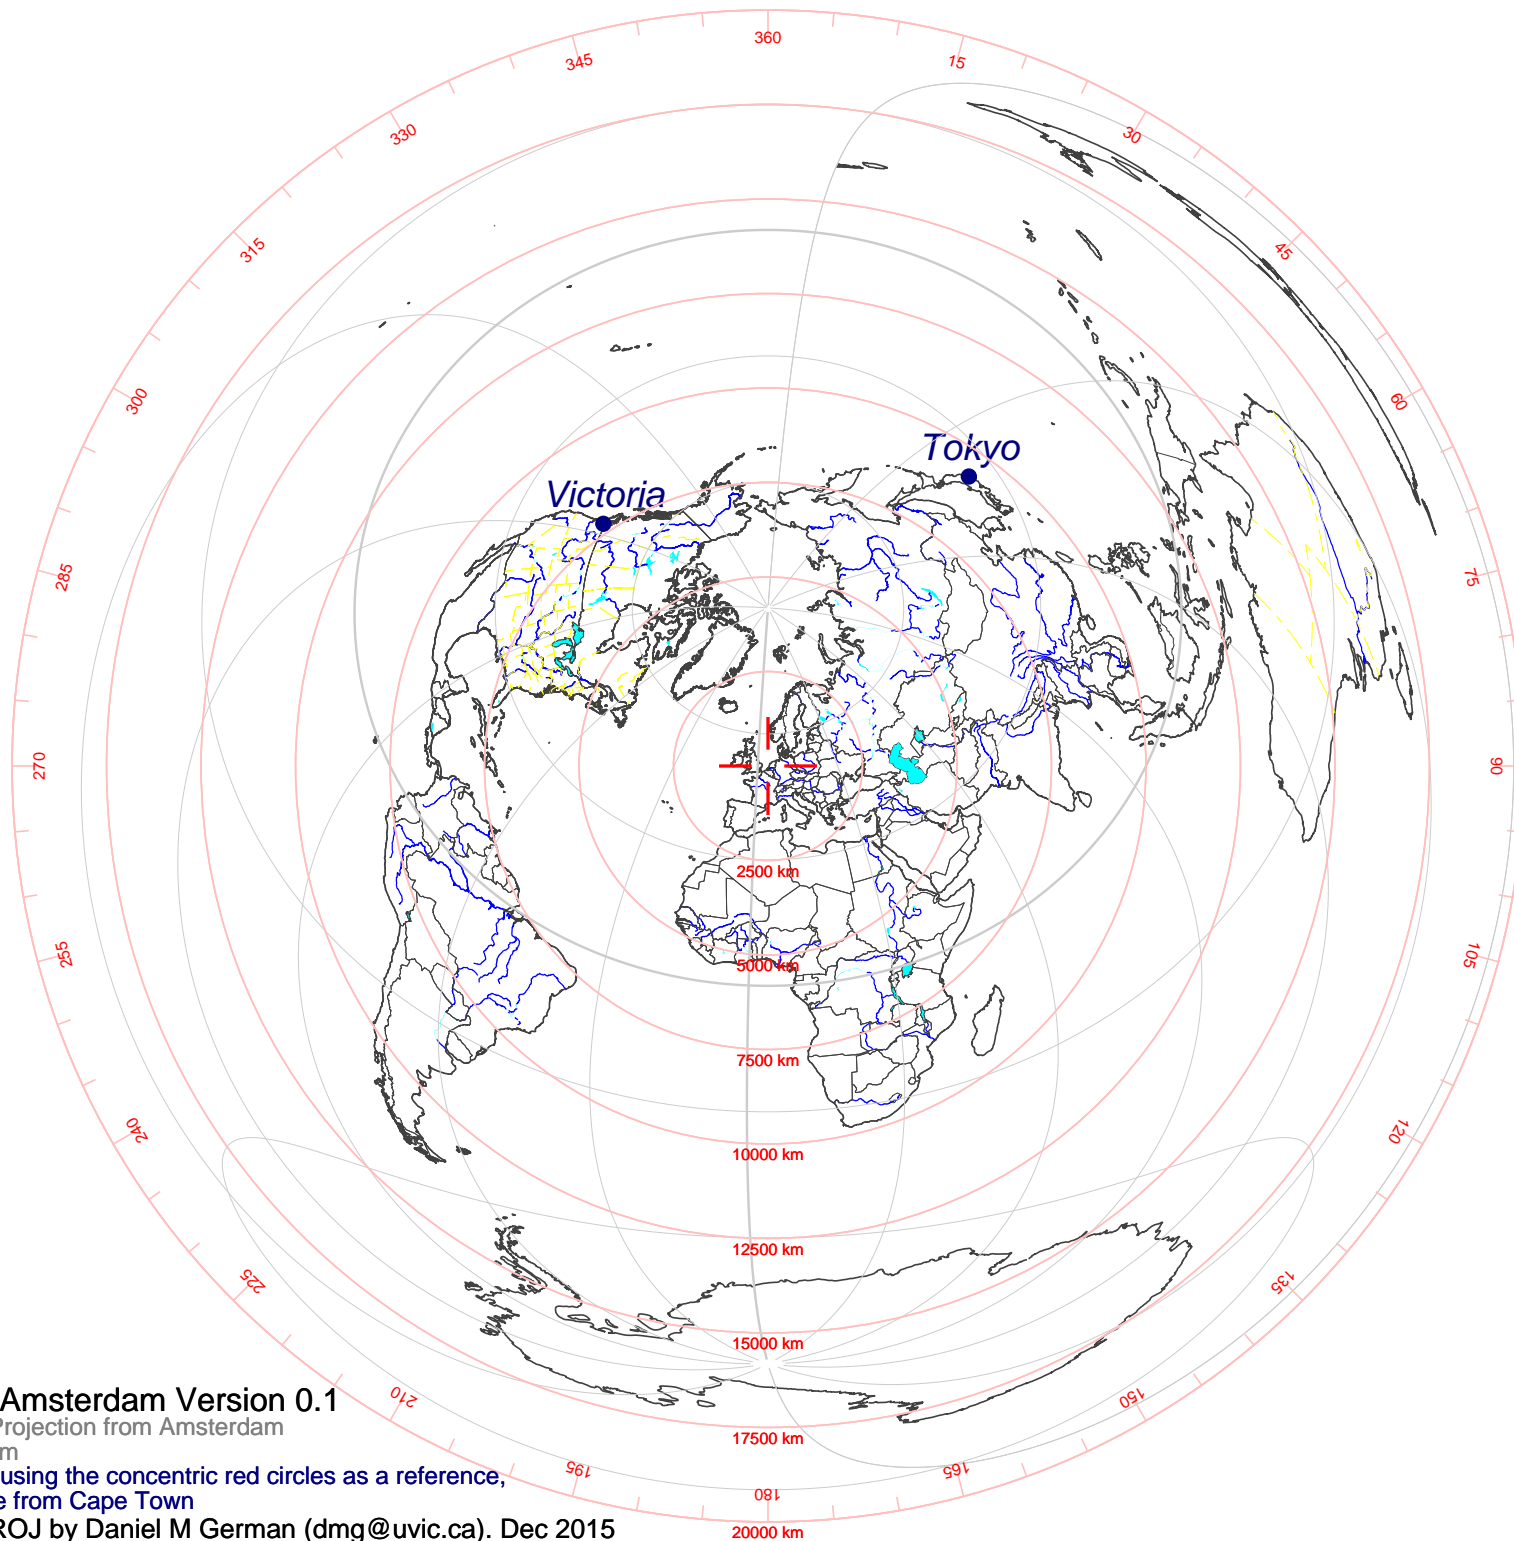 360
15
30
45
60
75
90
105
120
135
150
165
180
195
210
225
240
255
270
285
300
315
330
345
Tokyo
Victoria
2500 km
5000 km
7500 km
10000 km
12500 km
15000 km
17500 km
20000 km
Amsterdam Version 0.1
Projection from Amsterdam
m
using the concentric red circles as a reference,
e from Cape Town
ROJ by Daniel M German (dmg@uvic.ca). Dec 2015